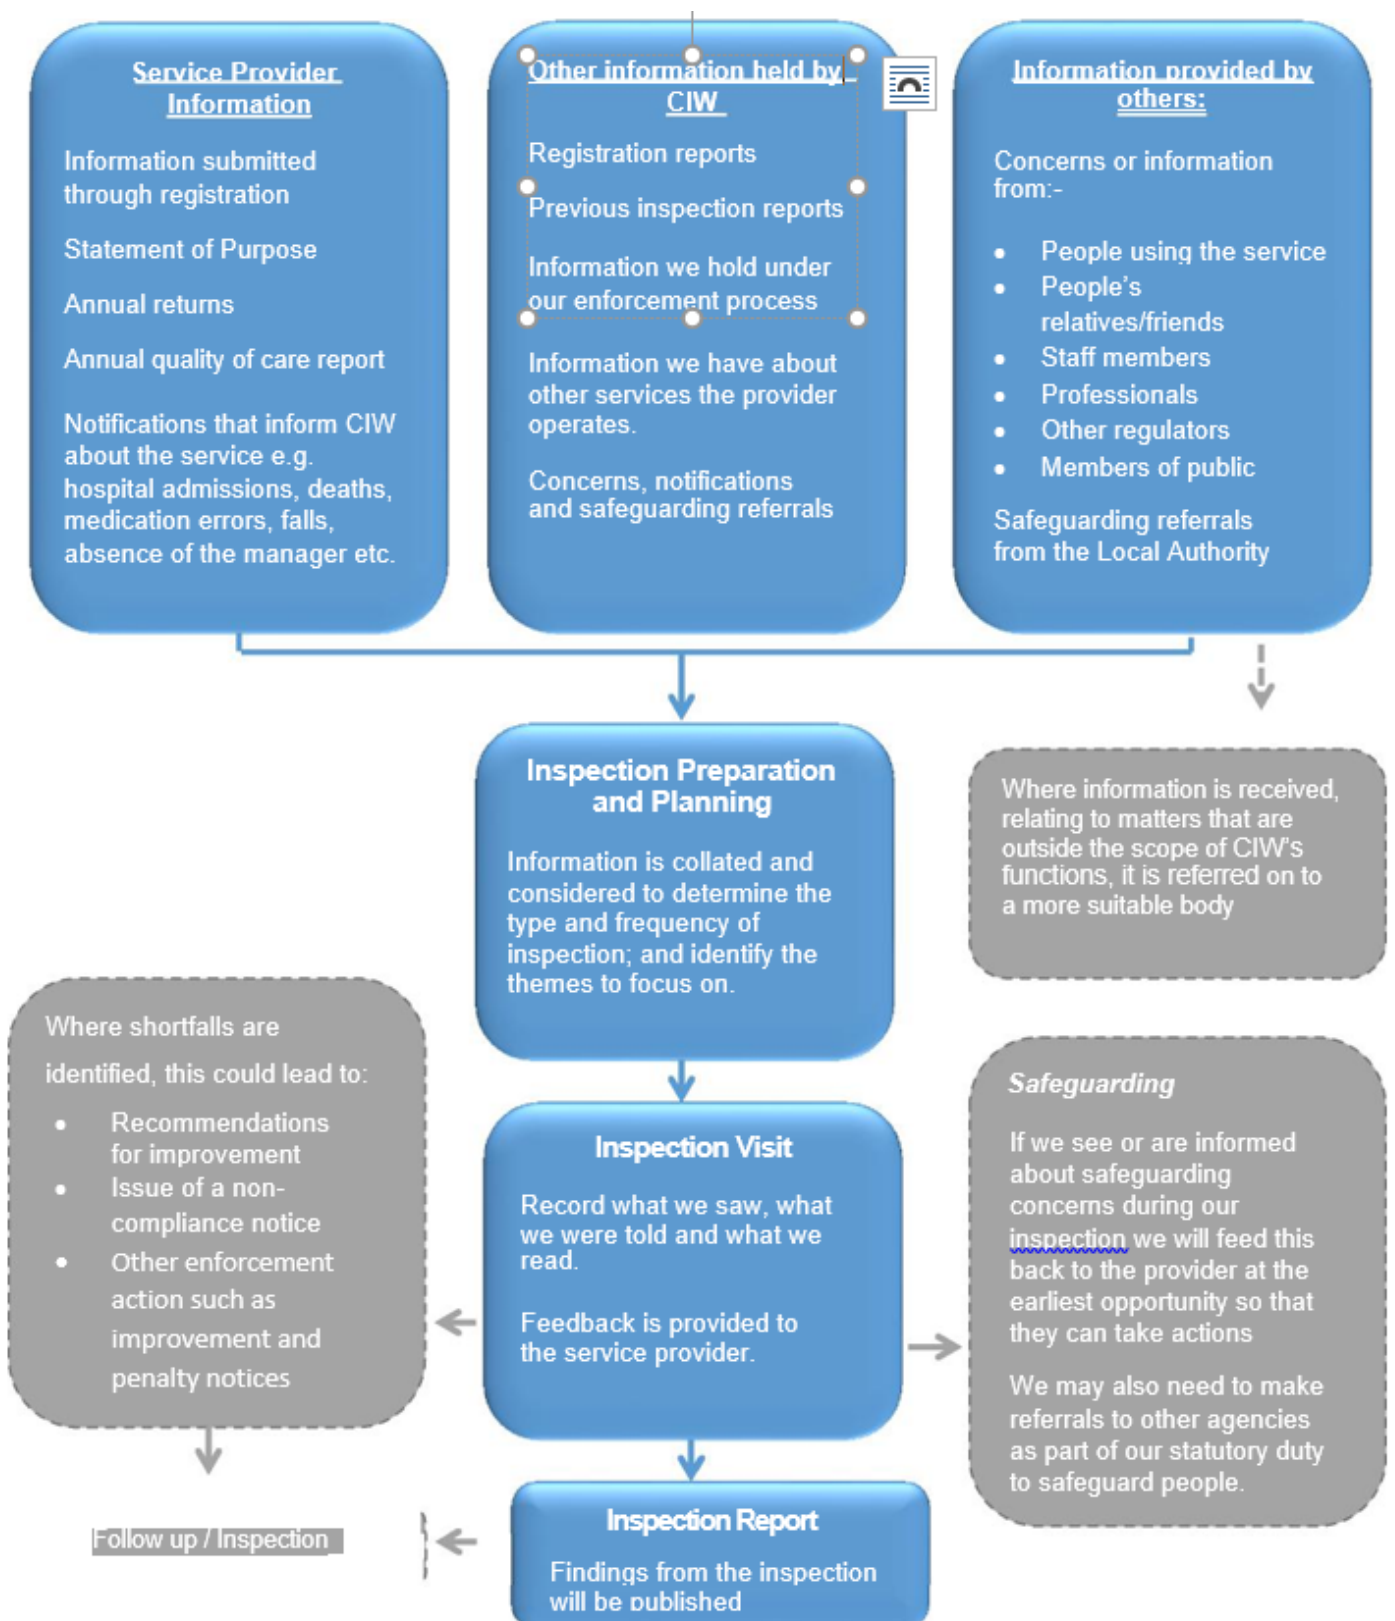 Service Provider
Information
Information submitted
through registration
Statement of Purpose
Annual returns
Annual quality of care report
Notifications that inform CIW
about the service e.g.
hospital admissions, deaths,
medication errors, falls,
absence of the manager etc.
Other information held by
CIW
Registration reports
Previous inspection reports
Information we hold under
our enforcement process
Information we have about
other services the provider
operates.
Concerns, notifications
and safeguarding referrals
Information provided by
others:
Concerns or information
from:-
• People using the service
• People's
relatives/friends
• Staff members
• Professionals
• Other regulators
• Members of public
Safeguarding referrals
from the Local Authority
Inspection Preparation
and Planning
Information is collated and
considered to determine the
type and frequency of
inspection; and identify the
themes to focus on.
Where information is received,
relating to matters that are
outside the scope of CIW's
functions, it is referred on to
a more suitable body
Where shortfalls are
identified, this could lead to:
• Recommendations
for improvement
• Issue of a non-
compliance notice
• Other enforcement
action such as
improvement and
penalty notices
Inspection Visit
Record what we saw, what
we were told and what we
read.
Feedback is provided to
the service provider.
Safeguarding
If we see or are informed
about safeguarding
concerns during our
inspection we will feed this
back to the provider at the
earliest opportunity so that
they can take actions
We may also need to make
referrals to other agencies
as part of our statutory duty
to safeguard people.
Follow up / Inspection
Inspection Report
Findings from the inspection
will be published